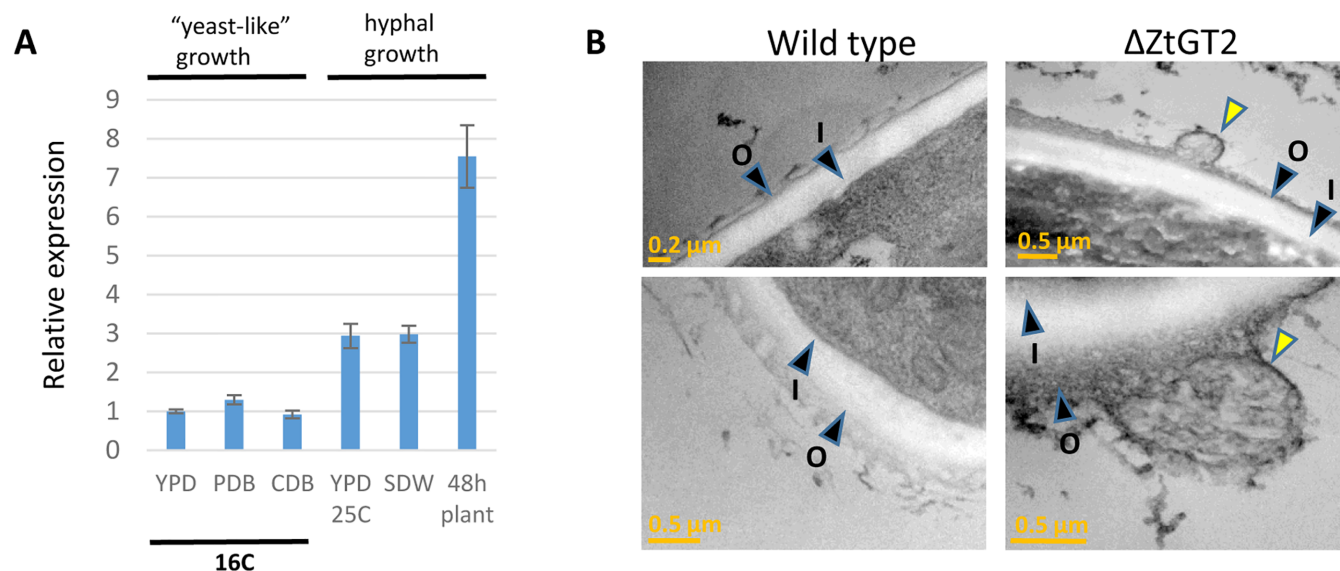 A
“yeast-like”
growth
hyphal
growth
Relative expression
9
8
7
6
5
4
3
2
1
0
YPD PDB CDB YPD SDW 48h
25C plant
16C
B
Wild type
ΔZtGT2
O
I
0.2 µm
O
I
0.5 µm
I
O
0.5 µm
I
O
0.5 µm